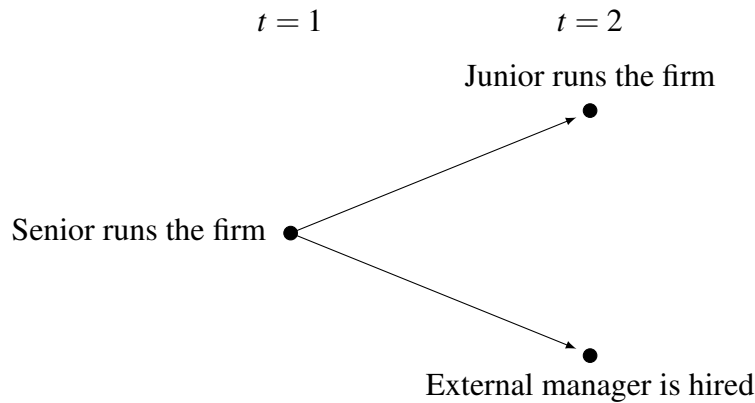 t = 1
t = 2
Junior runs the firm
Senior runs the firm
External manager is hired